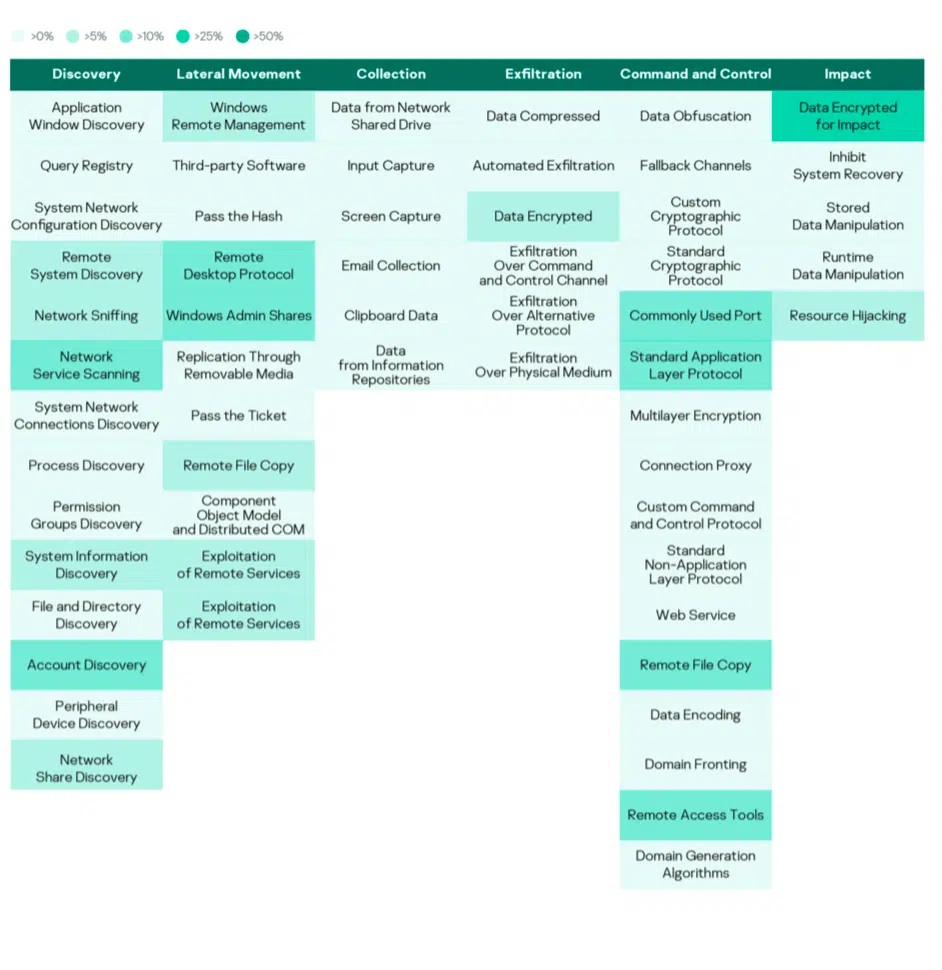 >0% >5% >10% >25% >50%
Discovery
Application
Window Discovery
Query Registry
System Network
Configuration Discovery
Remote
System Discovery
Network Sniffing
Network
Service Scanning
System Network
Connections Discovery
Process Discovery
Permission
Groups Discovery
System Information
Discovery
File and Directory
Discovery
Account Discovery
Peripheral
Device Discovery
Network
Share Discovery
Lateral Movement
Windows
Remote Management
Third-party Software
Pass the Hash
Remote
Desktop Protocol
Windows Admin Shares
Replication Through
Removable Media
Pass the Ticket
Remote File Copy
Component
Object Model
and Distributed COM
Exploitation
of Remote Services
Exploitation
of Remote Services
Collection
Data from Network
Shared Drive
Input Capture
Screen Capture
Email Collection
Clipboard Data
Data
from Information
Repositories
Exfiltration
Data Compressed
Automated Exfiltration
Data Encrypted
Exfiltration
Over Command
and Control Channel
Exfiltration
Over Alternative
Protocol
Exfiltration
Over Physical Medium
Command and Control
Data Obfuscation
Fallback Channels
Custom
Cryptographic
Protocol
Standard
Cryptographic
Protocol
Commonly Used Port
Standard Application
Layer Protocol
Multilayer Encryption
Connection Proxy
Custom Command
and Control Protocol
Standard
Non-Application
Layer Protocol
Web Service
Remote File Copy
Data Encoding
Domain Fronting
Remote Access Tools
Domain Generation
Algorithms
Impact
Data Encrypted
for Impact
Inhibit
System Recovery
Stored
Data Manipulation
Runtime
Data Manipulation
Resource Hijacking